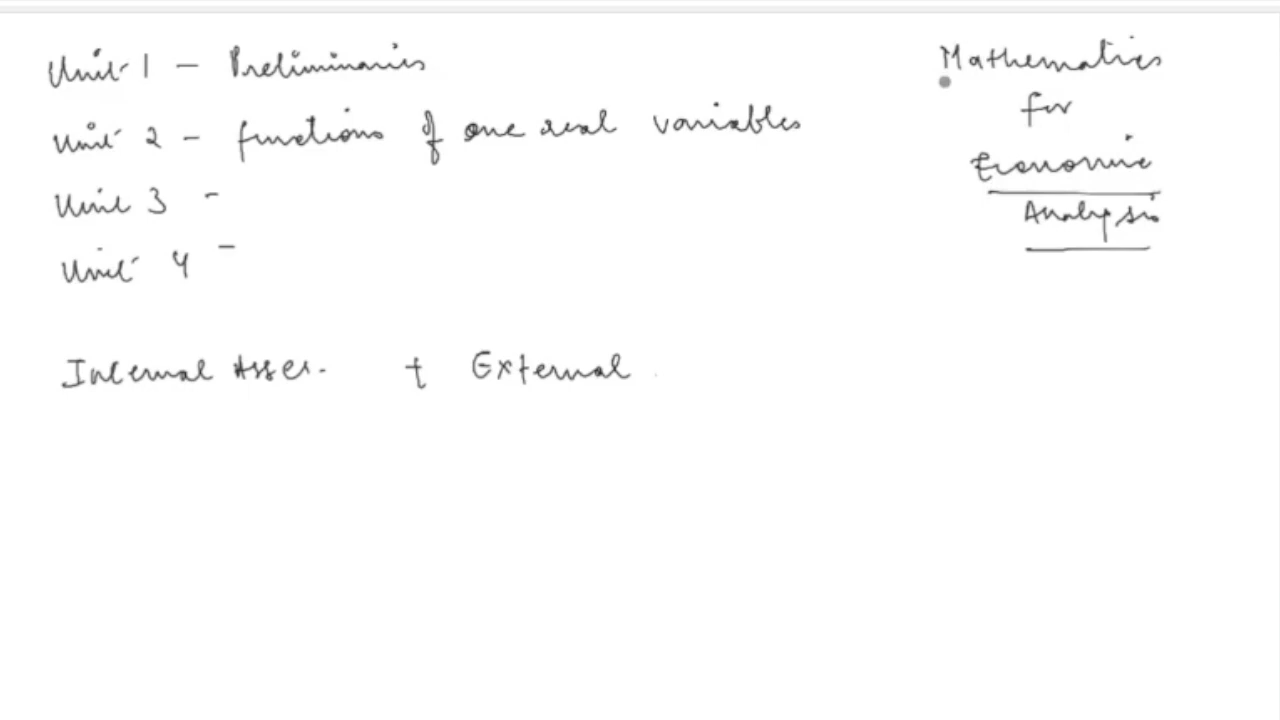 Unit 1 - Preliminaries
Unit 2 - functions of one real variables
Unit 3 -
Unit 4 -
Internal Asses. + External
Mathematics
for
Economic
Analysis